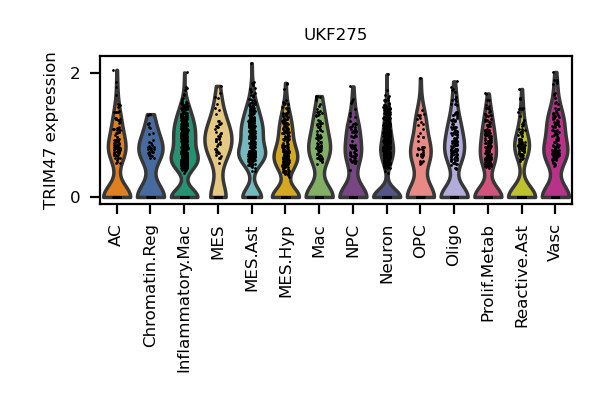 UKF275
TRIM47 expression
2
0
AC
Chromatin.Reg
Inflammatory.Mac
MES
MES.Ast
MES.Hyp
Mac
NPC
Neuron
OPC
Oligo
Prolif.Metab
Reactive.Ast
Vasc